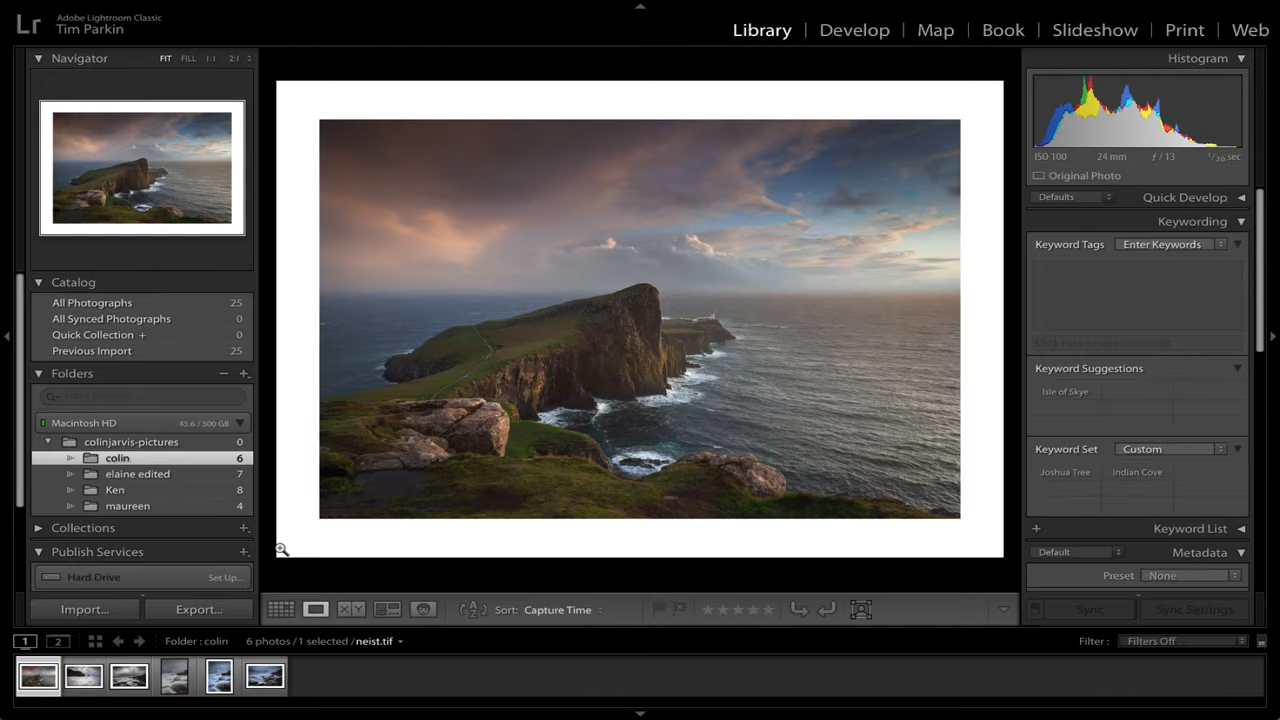 Lr
Adobe Lightroom Classic
Tim Parkin
Library | Develop | Map | Book | Slideshow | Print | Web
Navigator FIT FILL 1:1 2:1
Catalog
All Photographs 25
All Synced Photographs 0
Quick Collection + 0
Previous Import 25
Folders − +
Macintosh HD 45.6 / 500 GB
colinjarvis-pictures 0
colin 6
elaine edited 7
Ken 8
maureen 4
Collections +
Publish Services +
Hard Drive Set Up...
Import... Export...
Histogram
ISO 100 24 mm ƒ / 13 1/20 sec
Original Photo
Defaults Quick Develop
Keywording
Keyword Tags Enter Keywords
Keyword Suggestions
Isle of Skye
Keyword Set Custom
Joshua Tree Indian Cove
+ Keyword List
Default Metadata
Preset None
Sync Sync Settings
X Y Sort: Capture Time
1 2 Folder : colin 6 photos / 1 selected / neist.tif Filter : Filters Off